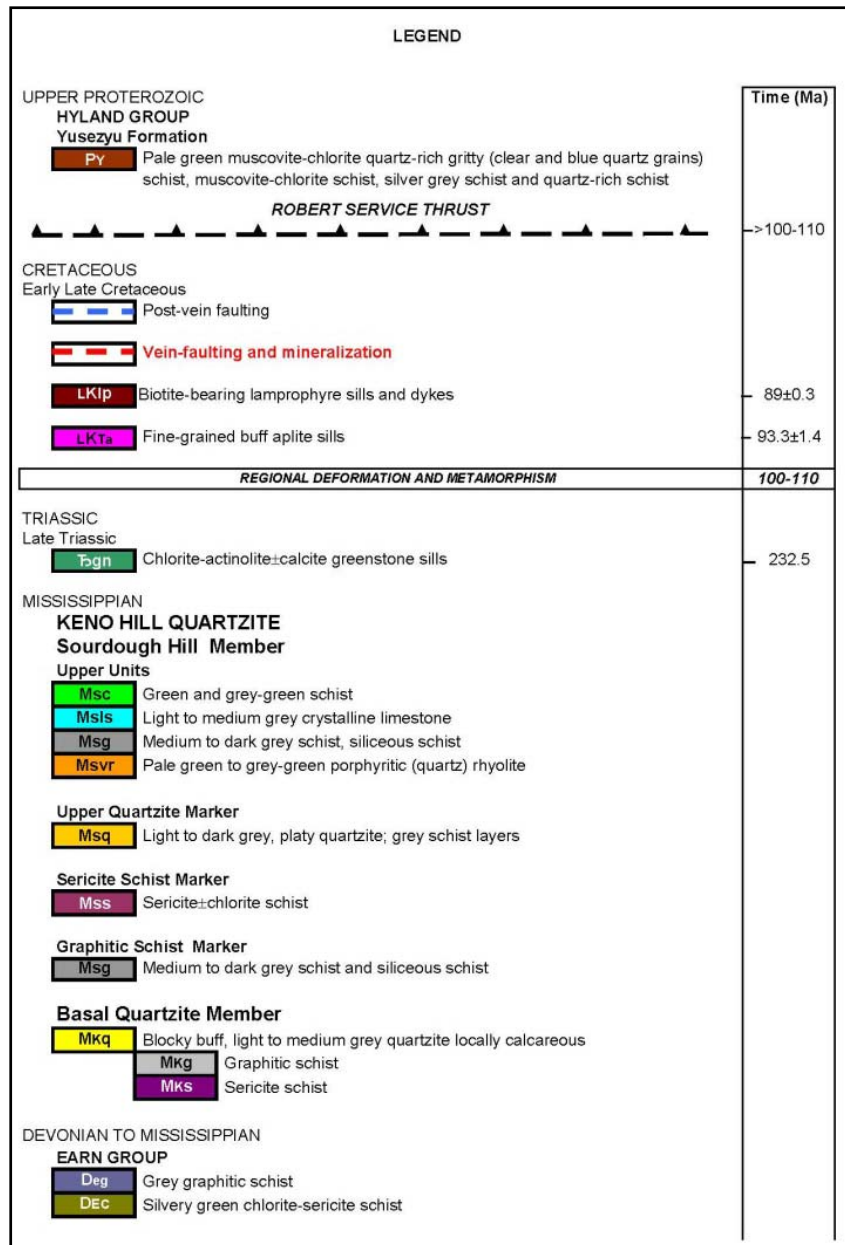 LEGEND
UPPER PROTEROZOIC
Time (Ma)
HYLAND GROUP
Yusezyu Formation
PY Pale green muscovite-chlorite quartz-rich gritty (clear and blue quartz grains)
schist, muscovite-chlorite schist, silver grey schist and quartz-rich schist
ROBERT SERVICE THRUST
>100-110
CRETACEOUS
Early Late Cretaceous
Post-vein faulting
Vein-faulting and mineralization
LKlp Biotite-bearing lamprophyre sills and dykes 89±0.3
LKTa Fine-grained buff aplite sills 93.3±1.4
REGIONAL DEFORMATION AND METAMORPHISM 100-110
TRIASSIC
Late Triassic
Ꞇgn Chlorite-actinolite±calcite greenstone sills 232.5
MISSISSIPPIAN
KENO HILL QUARTZITE
Sourdough Hill Member
Upper Units
Msc Green and grey-green schist
Msls Light to medium grey crystalline limestone
Msg Medium to dark grey schist, siliceous schist
Msvr Pale green to grey-green porphyritic (quartz) rhyolite
Upper Quartzite Marker
Msq Light to dark grey, platy quartzite; grey schist layers
Sericite Schist Marker
Mss Sericite±chlorite schist
Graphitic Schist Marker
Msg Medium to dark grey schist and siliceous schist
Basal Quartzite Member
MKq Blocky buff, light to medium grey quartzite locally calcareous
MKg Graphitic schist
MKs Sericite schist
DEVONIAN TO MISSISSIPPIAN
EARN GROUP
Deg Grey graphitic schist
DEC Silvery green chlorite-sericite schist